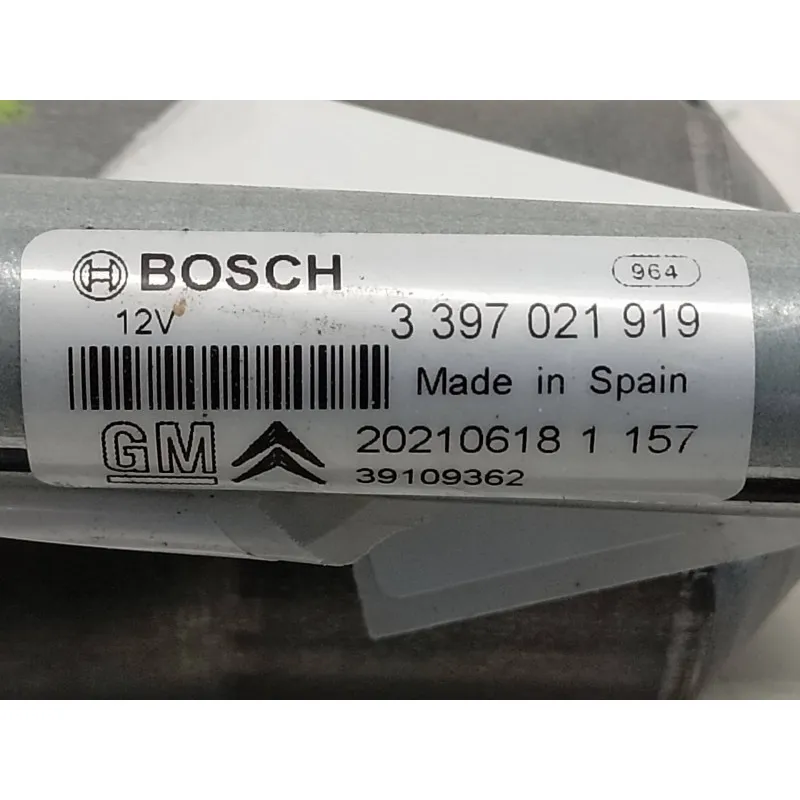 BOSCH
964
12V
3 397 021 919
Made in Spain
GM
20210618 1 157
39109362